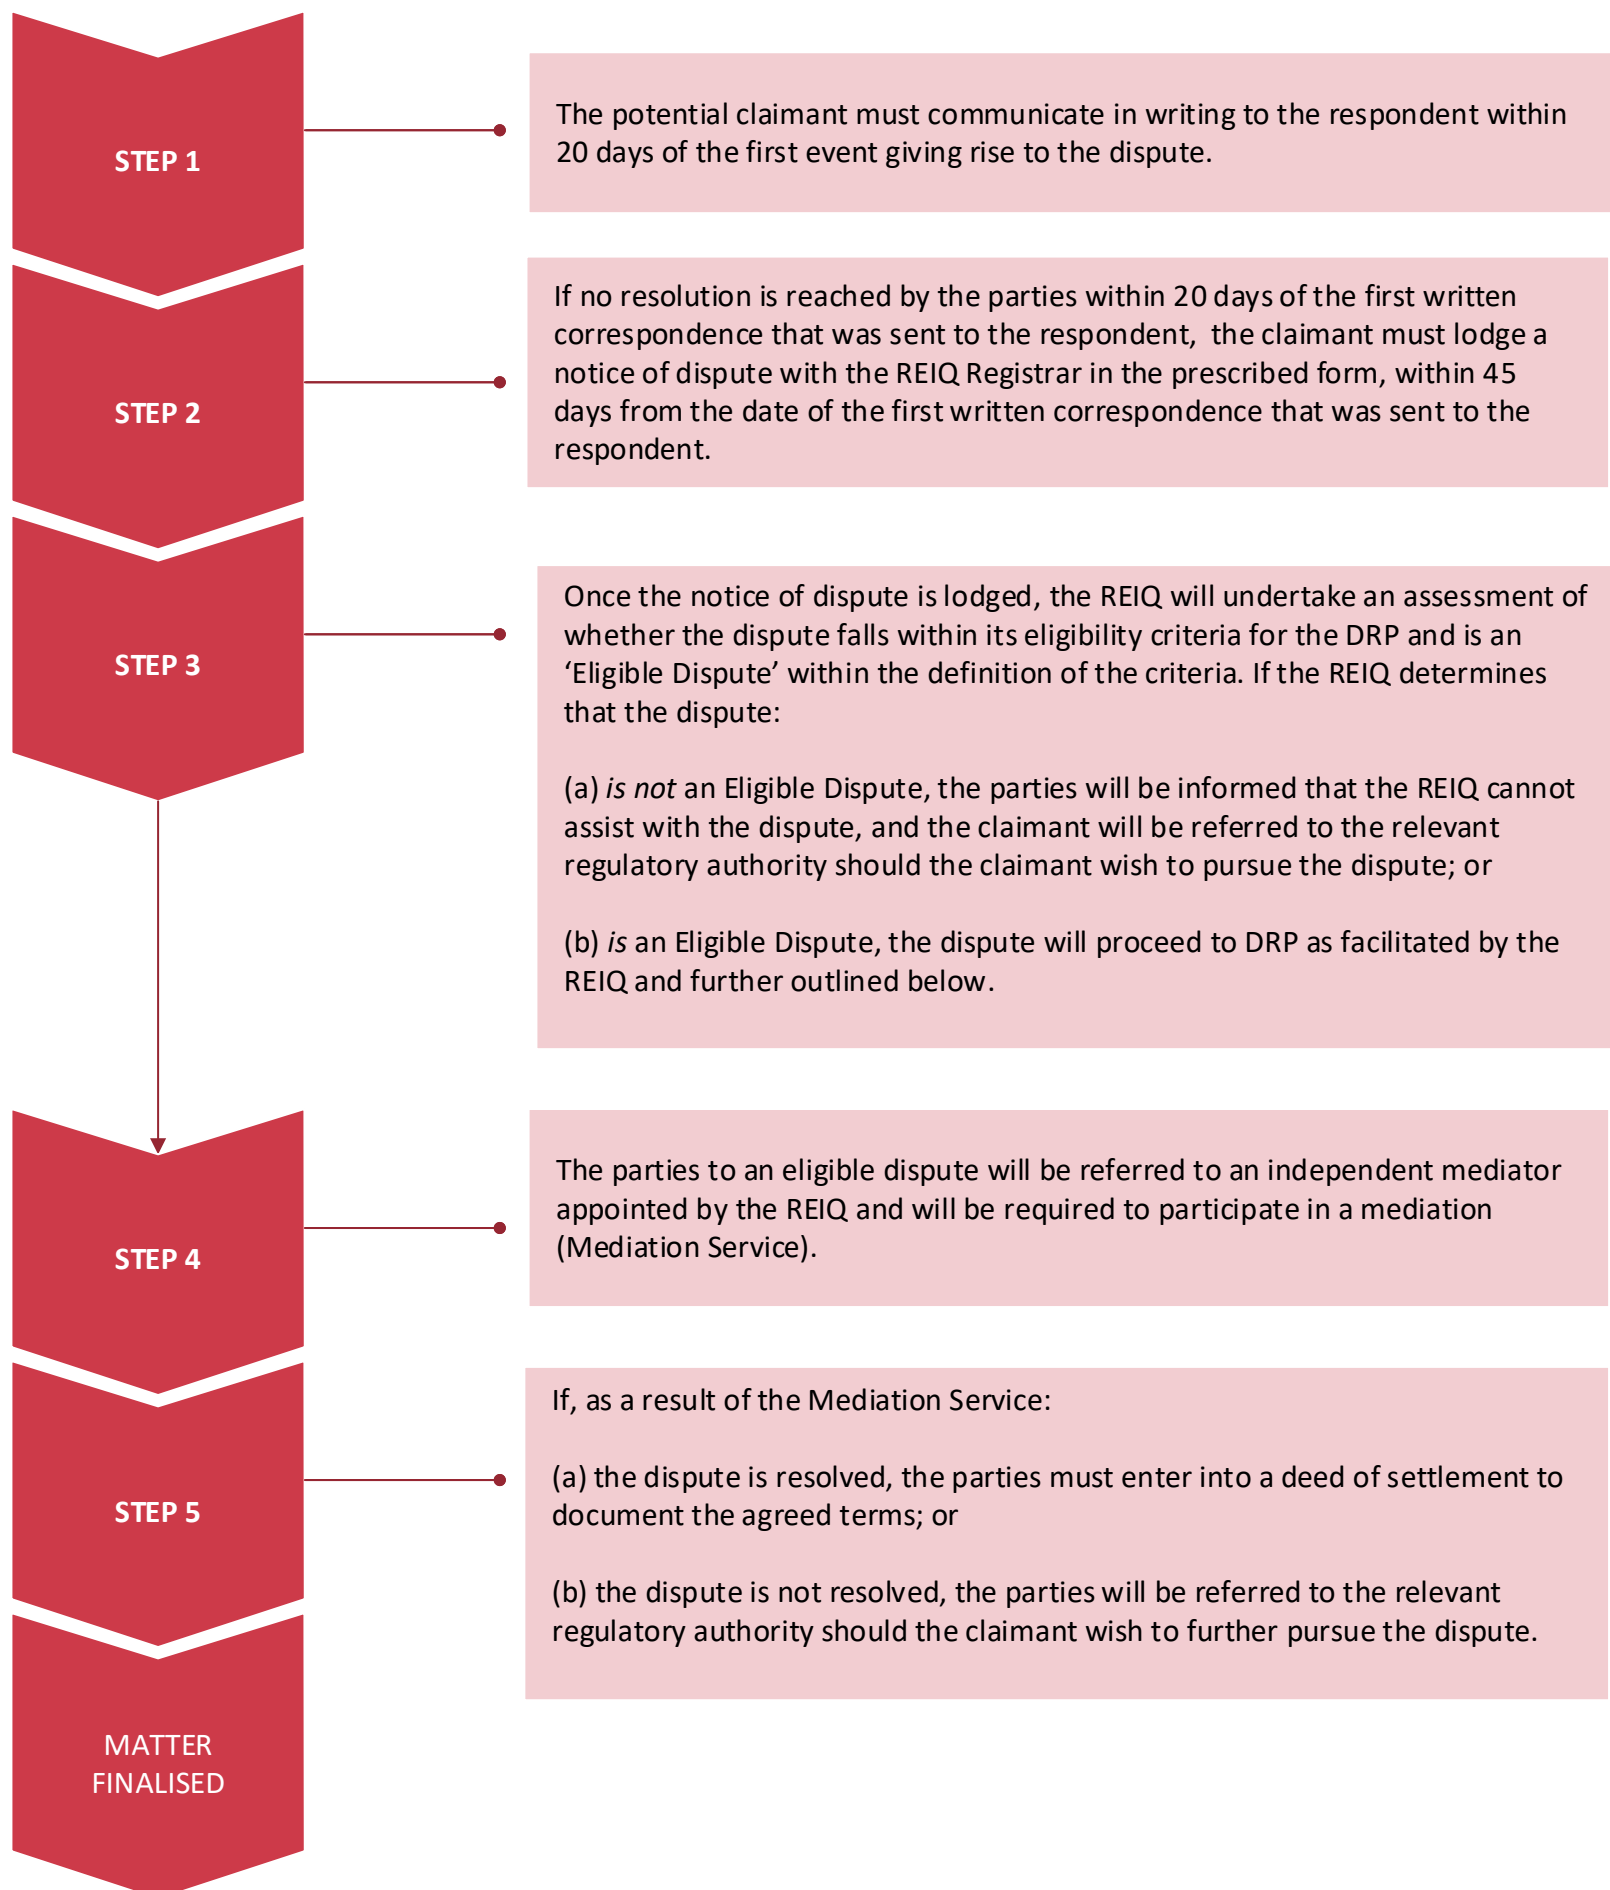 STEP 1
The potential claimant must communicate in writing to the respondent within
20 days of the first event giving rise to the dispute.
STEP 2
If no resolution is reached by the parties within 20 days of the first written
correspondence that was sent to the respondent, the claimant must lodge a
notice of dispute with the REIQ Registrar in the prescribed form, within 45
days from the date of the first written correspondence that was sent to the
respondent.
STEP 3
Once the notice of dispute is lodged, the REIQ will undertake an assessment of
whether the dispute falls within its eligibility criteria for the DRP and is an
‘Eligible Dispute’ within the definition of the criteria. If the REIQ determines
that the dispute:
(a) is not an Eligible Dispute, the parties will be informed that the REIQ cannot
assist with the dispute, and the claimant will be referred to the relevant
regulatory authority should the claimant wish to pursue the dispute; or
(b) is an Eligible Dispute, the dispute will proceed to DRP as facilitated by the
REIQ and further outlined below.
STEP 4
The parties to an eligible dispute will be referred to an independent mediator
appointed by the REIQ and will be required to participate in a mediation
(Mediation Service).
STEP 5
If, as a result of the Mediation Service:
(a) the dispute is resolved, the parties must enter into a deed of settlement to
document the agreed terms; or
(b) the dispute is not resolved, the parties will be referred to the relevant
regulatory authority should the claimant wish to further pursue the dispute.
MATTER
FINALISED